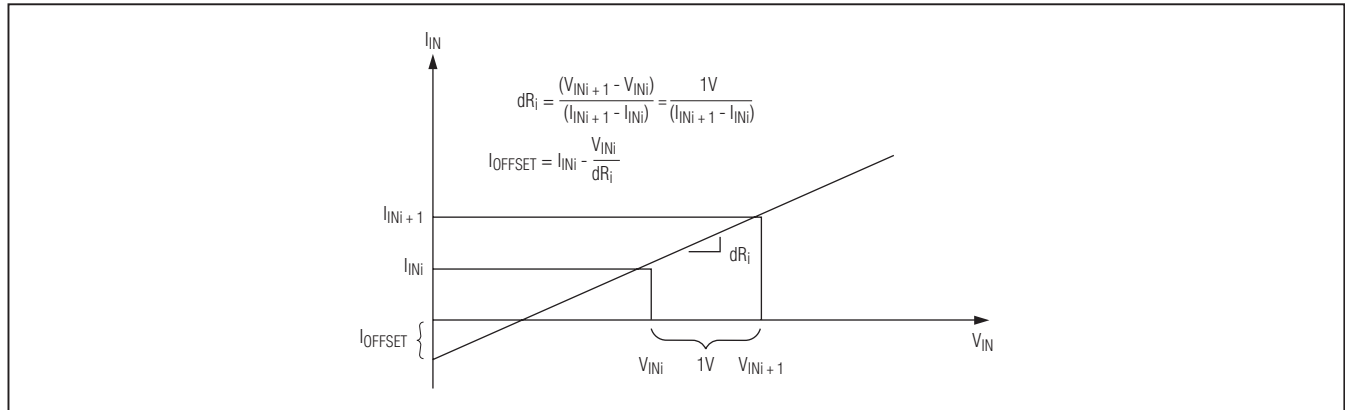 I_IN
dR_i = (V_INi + 1 - V_INi) / (I_INi + 1 - I_INi) = 1V / (I_INi + 1 - I_INi)
I_OFFSET = I_INi - V_INi / dR_i
I_INi + 1
dR_i
I_INi
I_OFFSET
V_IN
V_INi 1V V_INi + 1